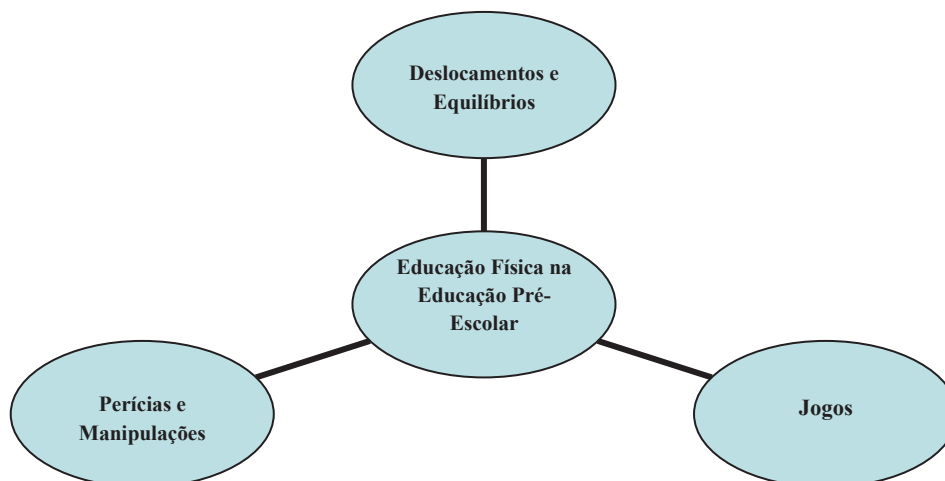 Deslocamentos e
Equilíbrios
Educação Física na
Educação Pré-
Escolar
Perícias e
Manipulações
Jogos